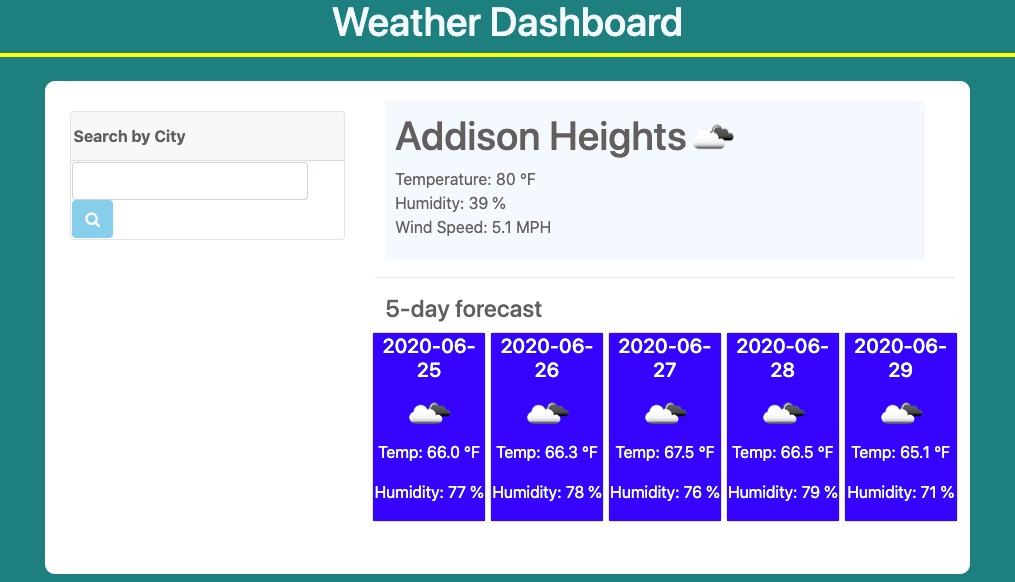 Weather Dashboard
Search by City
Addison Heights
Temperature: 80 °F
Humidity: 39 %
Wind Speed: 5.1 MPH
5-day forecast
2020-06-
25
Temp: 66.0 °F
Humidity: 77 %
2020-06-
26
Temp: 66.3 °F
Humidity: 78 %
2020-06-
27
Temp: 67.5 °F
Humidity: 76 %
2020-06-
28
Temp: 66.5 °F
Humidity: 79 %
2020-06-
29
Temp: 65.1 °F
Humidity: 71 %